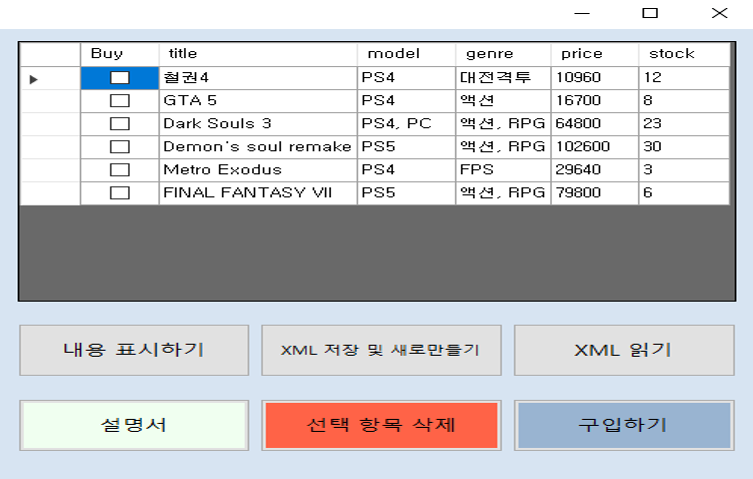 Buy title model genre price stock
철권4 PS4 대전격투 10960 12
GTA 5 PS4 액션 16700 8
Dark Souls 3 PS4, PC 액션, RPG 64800 23
Demon's soul remake PS5 액션, RPG 102600 30
Metro Exodus PS4 FPS 29640 3
FINAL FANTASY VII PS5 액션, RPG 79800 6
내용 표시하기 XML 저장 및 새로만들기 XML 읽기
설명서 선택 항목 삭제 구입하기